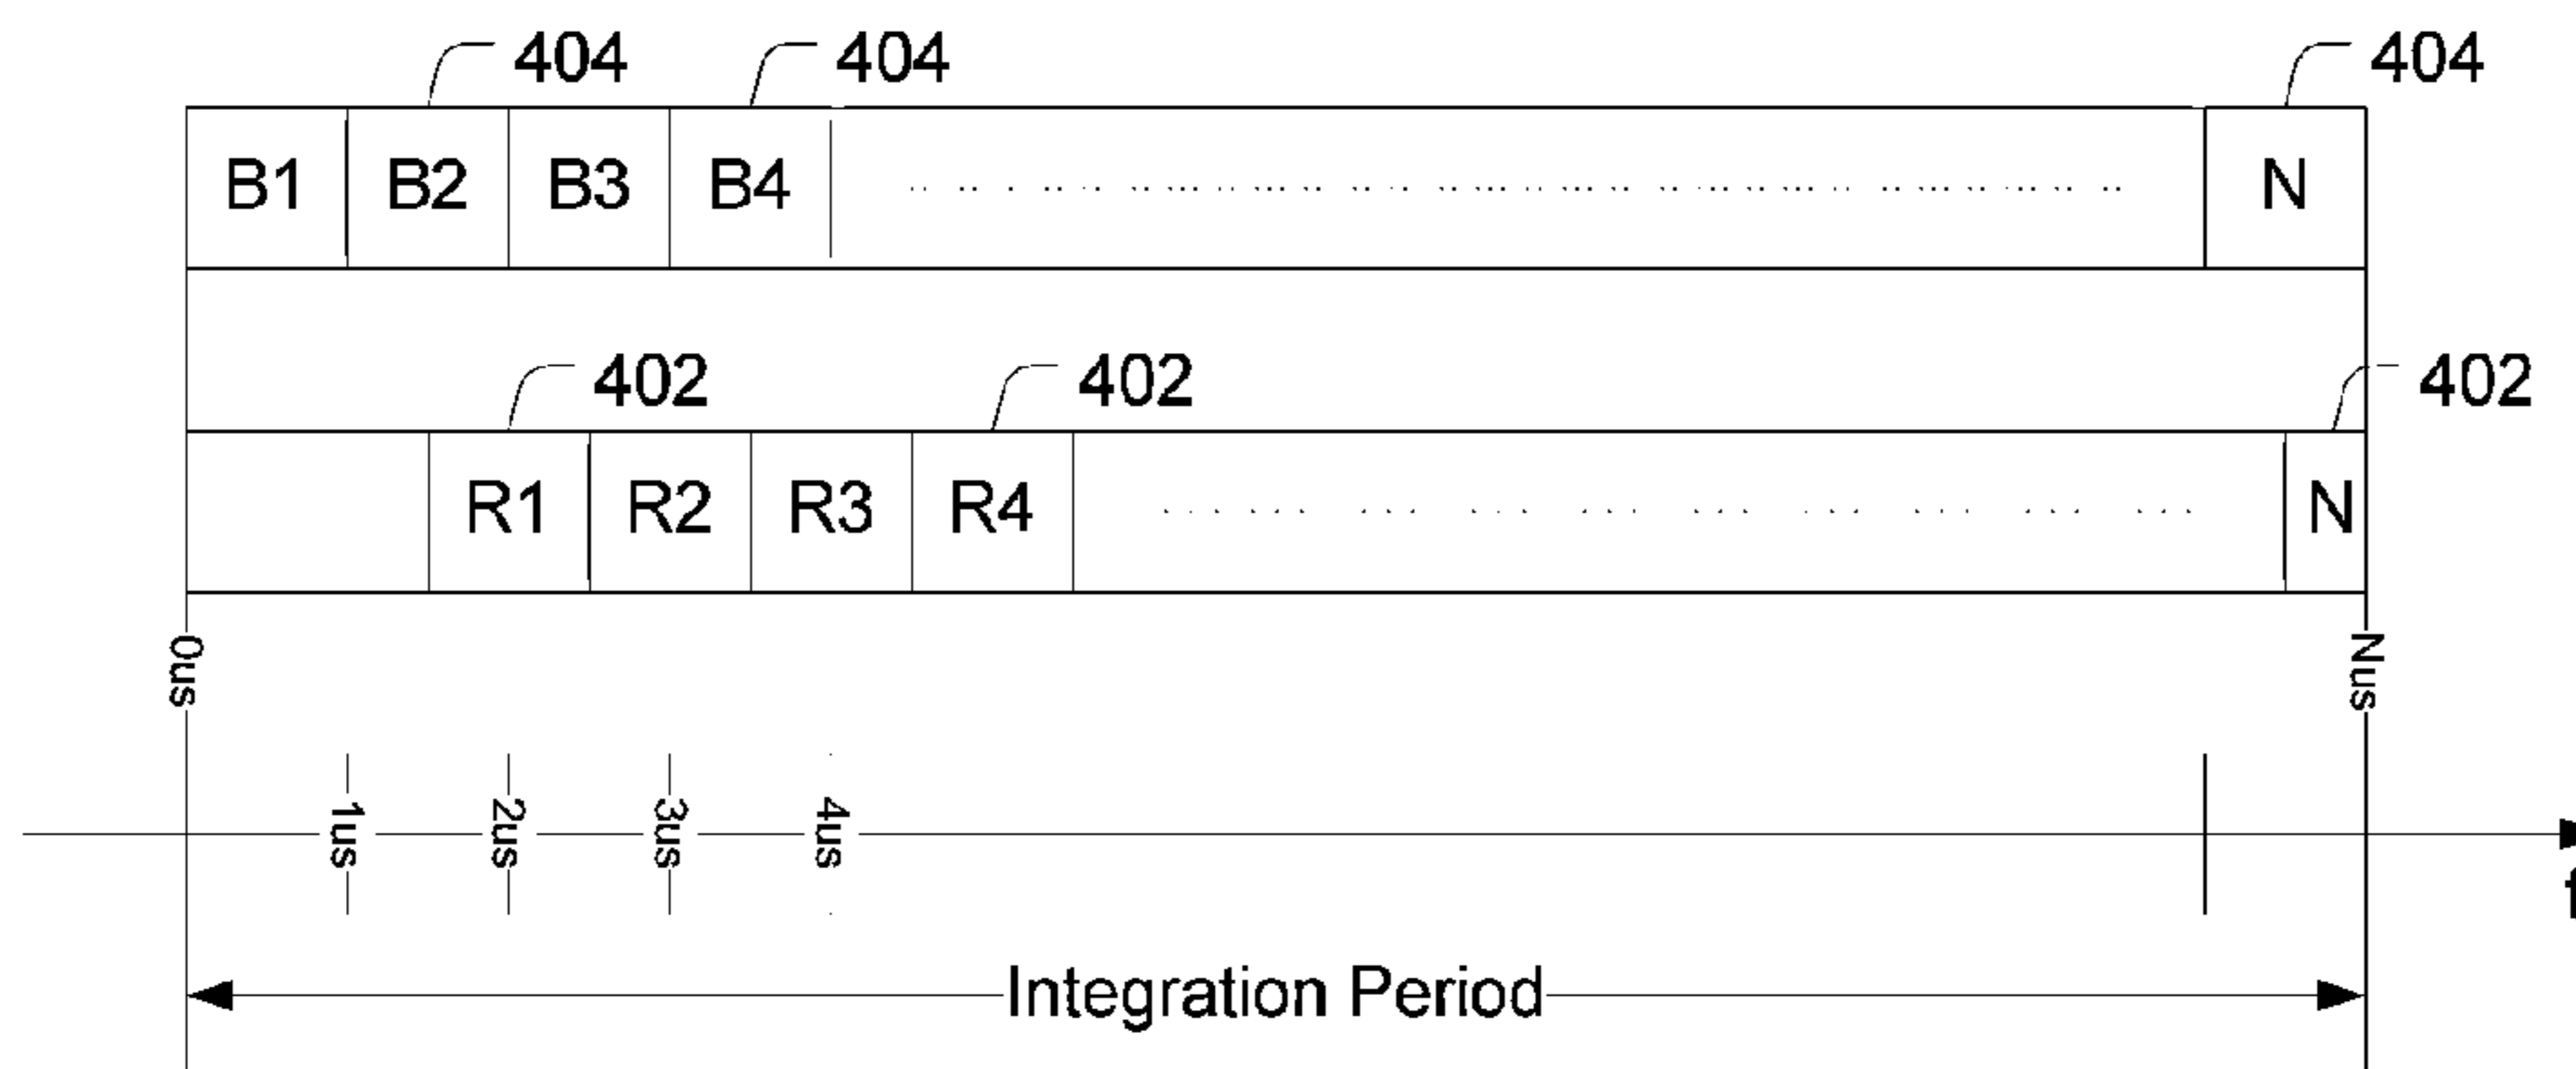 404 404 404
B1 B2 B3 B4 N
402 402 402
R1 R2 R3 R4 N
0us Nus
1us 2us 3us 4us
Integration Period